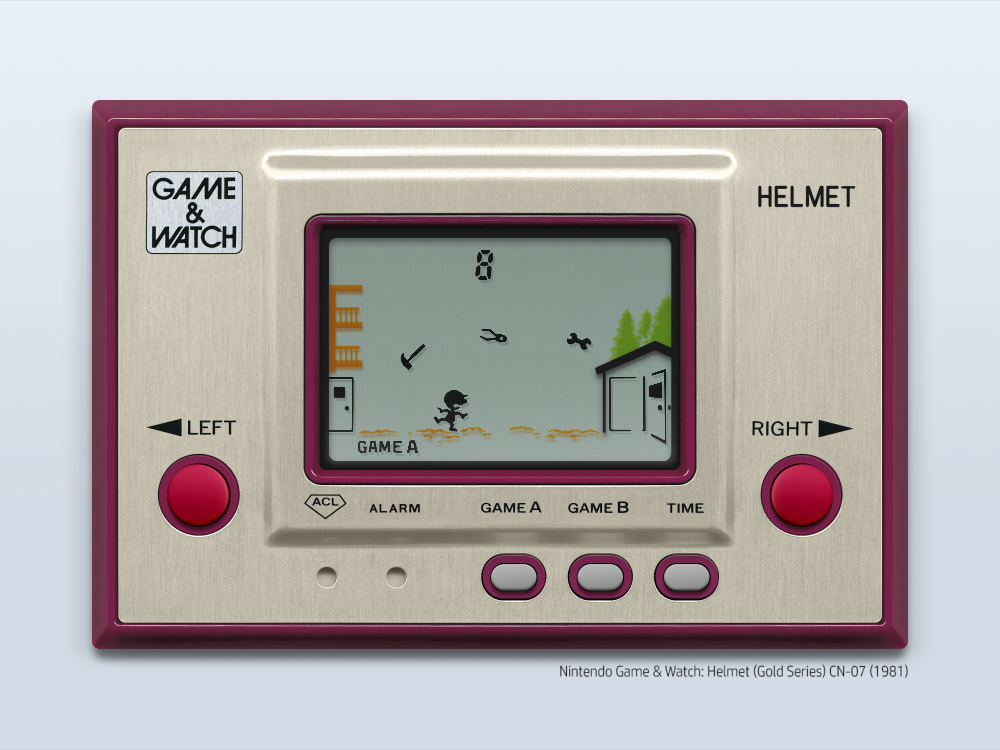 GAME
&
WATCH
HELMET
8
GAME A
LEFT
RIGHT
ACL
ALARM
GAME A
GAME B
TIME
Nintendo Game & Watch: Helmet (Gold Series) CN-07 (1981)